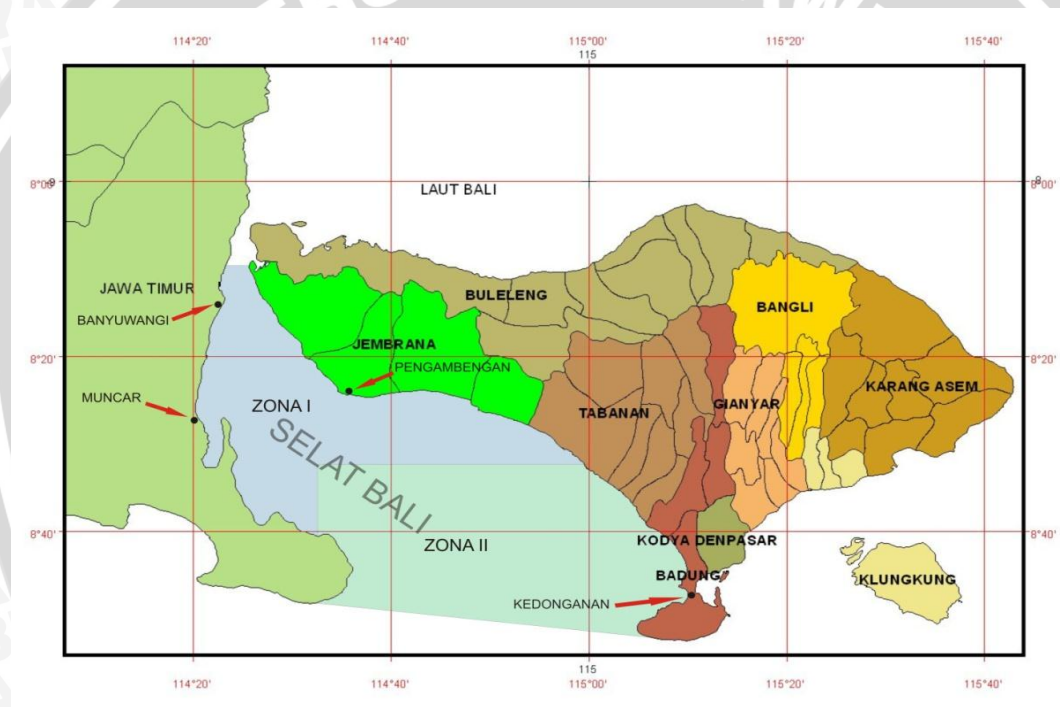 114°20' 114°40' 115°00' 115°20' 115°40'
115
8°00' 8 LAUT BALI 8 8°00'
JAWA TIMUR
BANYUWANGI
BULELENG
BANGLI
JEMBRANA
8°20' 8°20'
PENGAMBENGAN
MUNCAR
ZONA I
TABANAN
GIANYAR
KARANG ASEM
SELAT BALI
8°40' 8°40'
ZONA II
KODYA DENPASAR
BADUNG
KLUNGKUNG
KEDONGANAN
115
114°20' 114°40' 115°00' 115°20' 115°40'